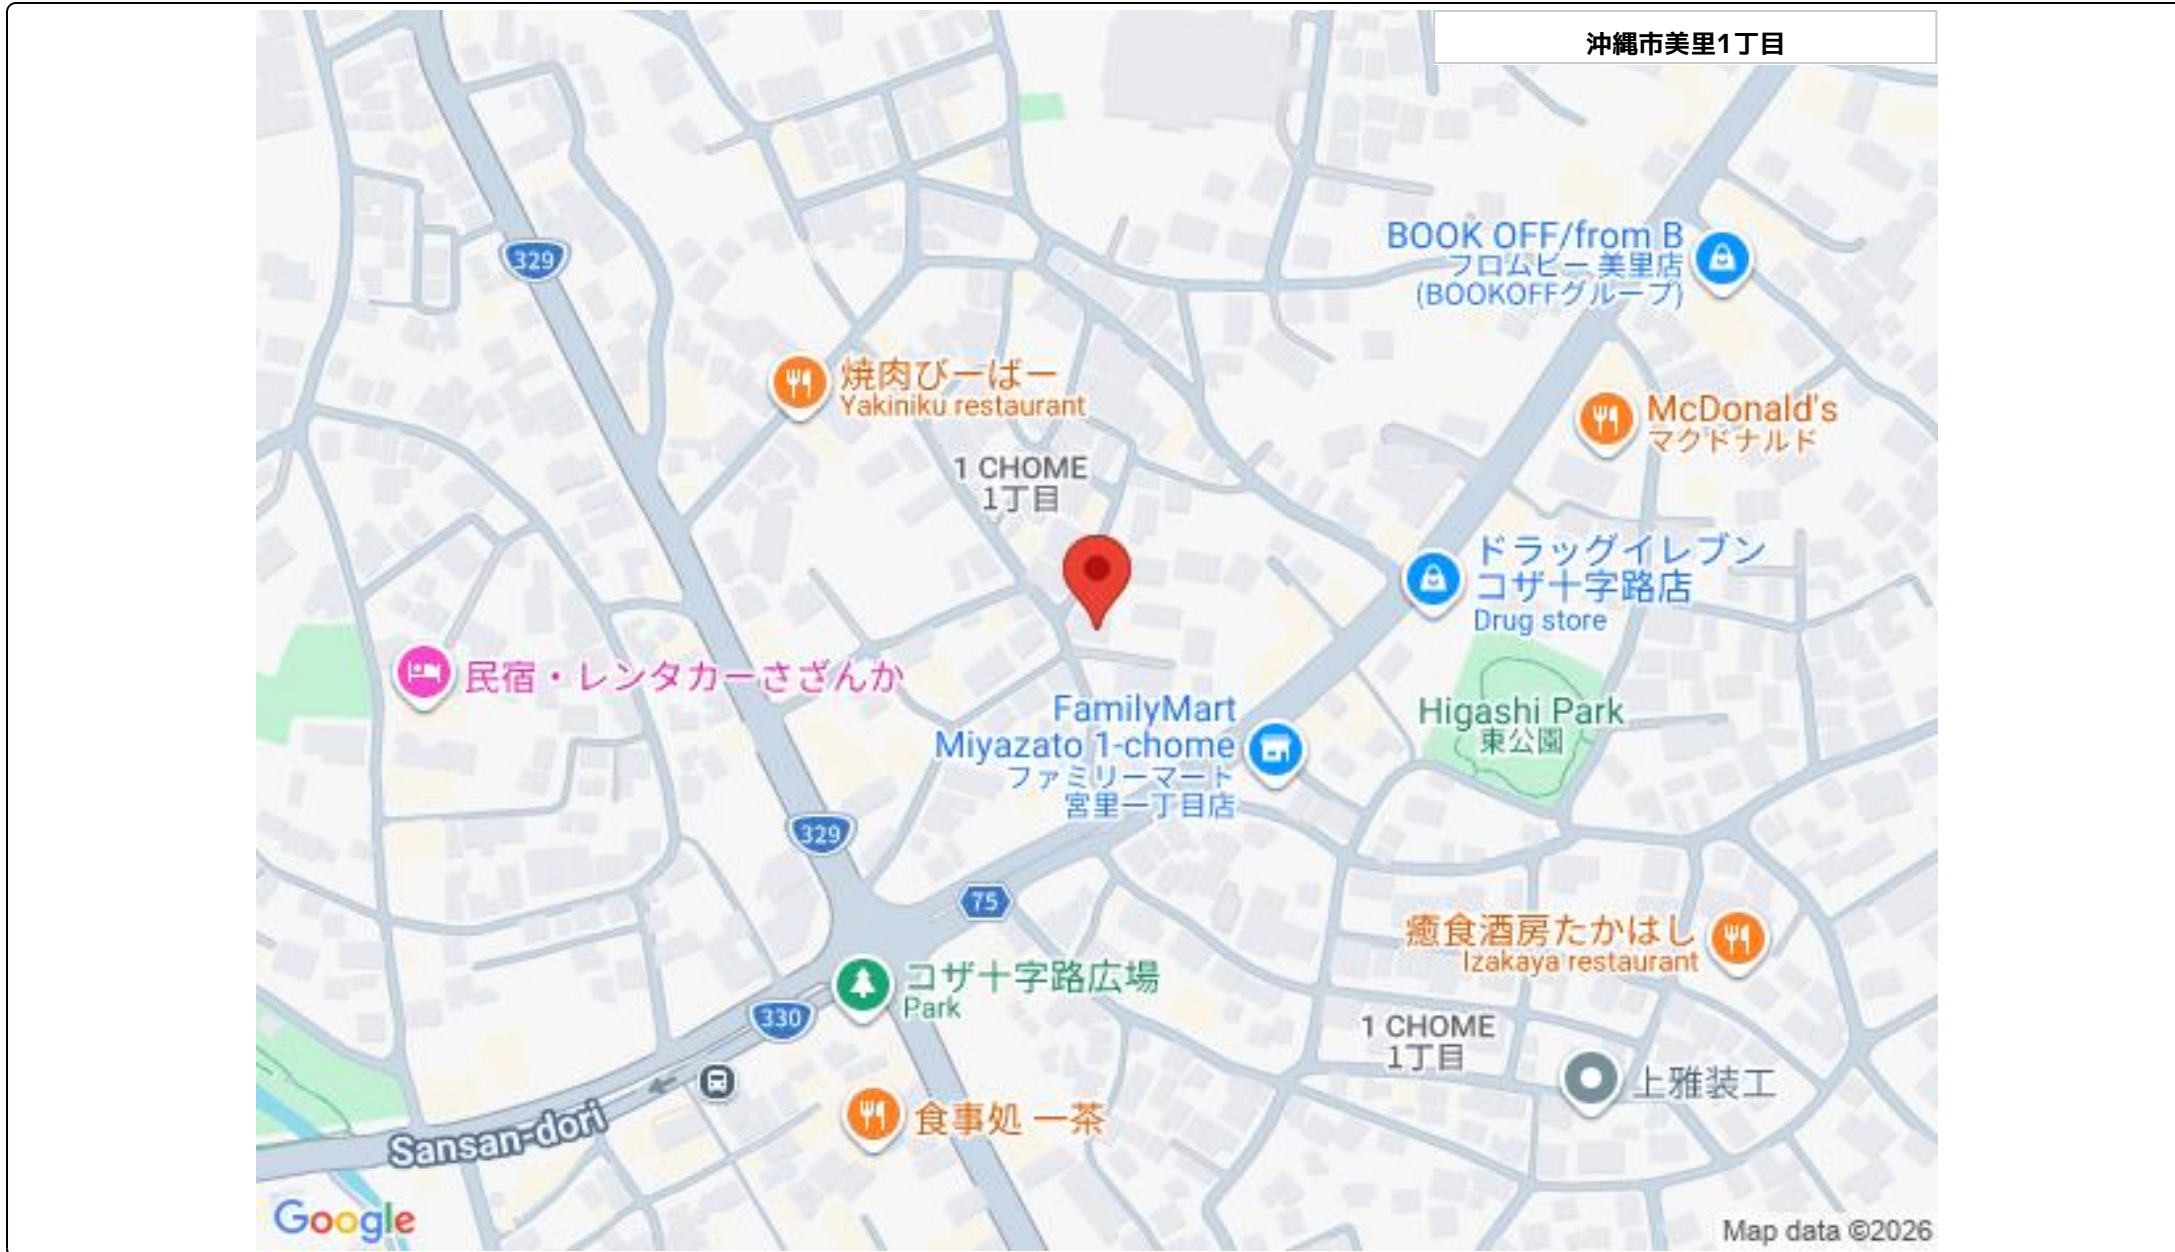 沖縄市美里1丁目
BOOK OFF/from B
フロムビー 美里店
(BOOKOFFグループ)
329
焼肉びーばー
Yakiniku restaurant
McDonald's
マクドナルド
1 CHOME
1丁目
ドラッグイレブン
コザ十字路店
Drug store
民宿・レンタカーさざんか
FamilyMart
Miyazato 1-chome
ファミリーマート
宮里一丁目店
Higashi Park
東公園
329
75
癒食酒房たかはし
Izakaya restaurant
コザ十字路広場
Park
330
1 CHOME
1丁目
上雅装工
食事処 一茶
Sansan-dori
Google
Map data ©2026